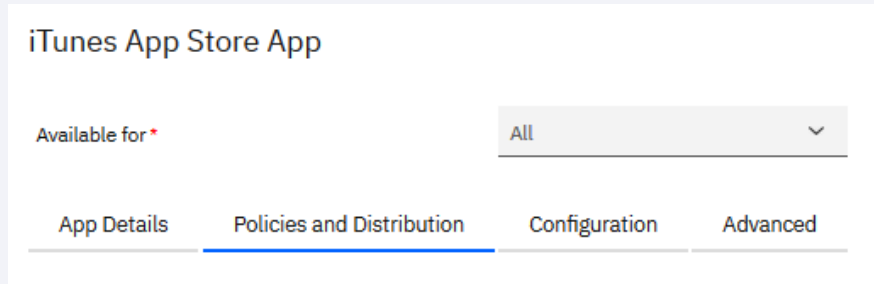 iTunes App Store App
Available for* All
App Details Policies and Distribution Configuration Advanced